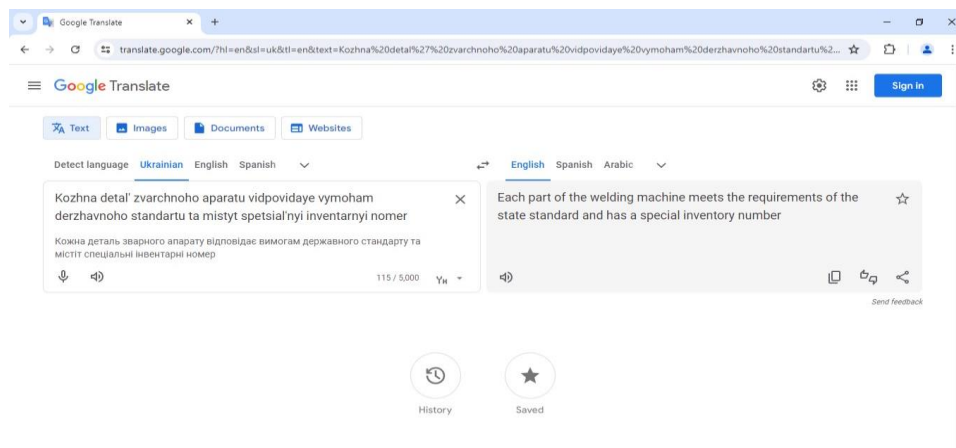 Google Translate
translate.google.com/?hl=en&sl=uk&tl=en&text=Kozhna%20detal%27%20zvarchnoho%20aparatu%20vidpovidaye%20vymoham%20derzhavnoho%20standartu%2...
Google Translate
Sign in
Text Images Documents Websites
Detect language Ukrainian English Spanish
English Spanish Arabic
Kozhna detal' zvarchnoho aparatu vidpovidaye vymoham
derzhavnoho standartu ta mistyt spetsial'nyi inventarnyi nomer
Кожна деталь зварного апарату відповідає вимогам державного стандарту та
містіт спеціальні інвентарні номер
115 / 5,000
Each part of the welding machine meets the requirements of the
state standard and has a special inventory number
Send feedback
History Saved